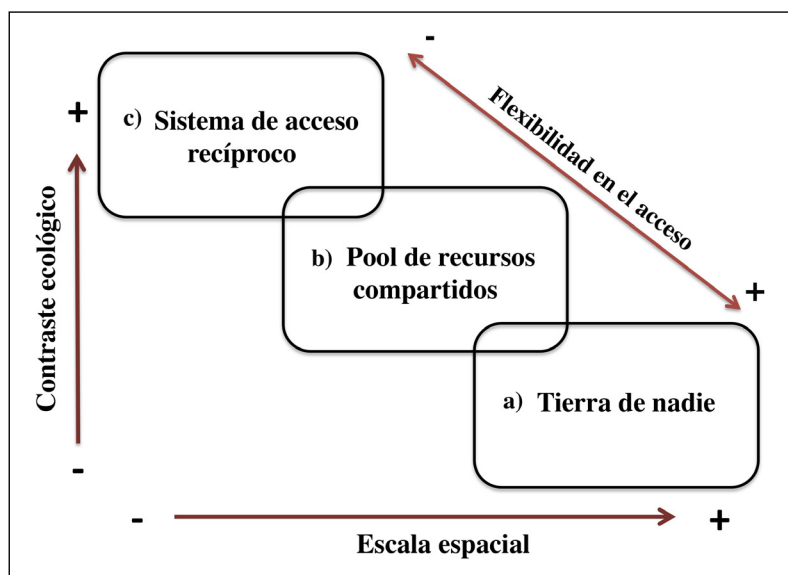 -
+
c) Sistema de acceso
recíproco
Flexibilidad en el acceso
b) Pool de recursos
compartidos
+
Contraste ecológico
a) Tierra de nadie
-
-
+
Escala espacial